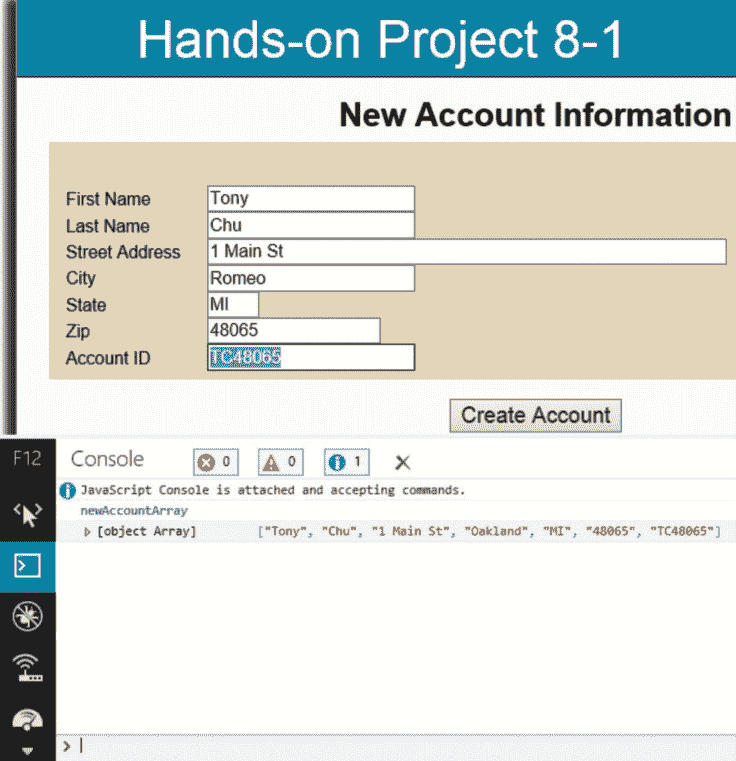 Hands-on Project 8-1
New Account Information
First Name Tony
Last Name Chu
Street Address 1 Main St
City Romeo
State MI
Zip 48065
Account ID TC48065
Create Account
F12 Console 0 0 1
JavaScript Console is attached and accepting commands.
newAccountArray
[object Array] ["Tony", "Chu", "1 Main St", "Oakland", "MI", "48065", "TC48065"]